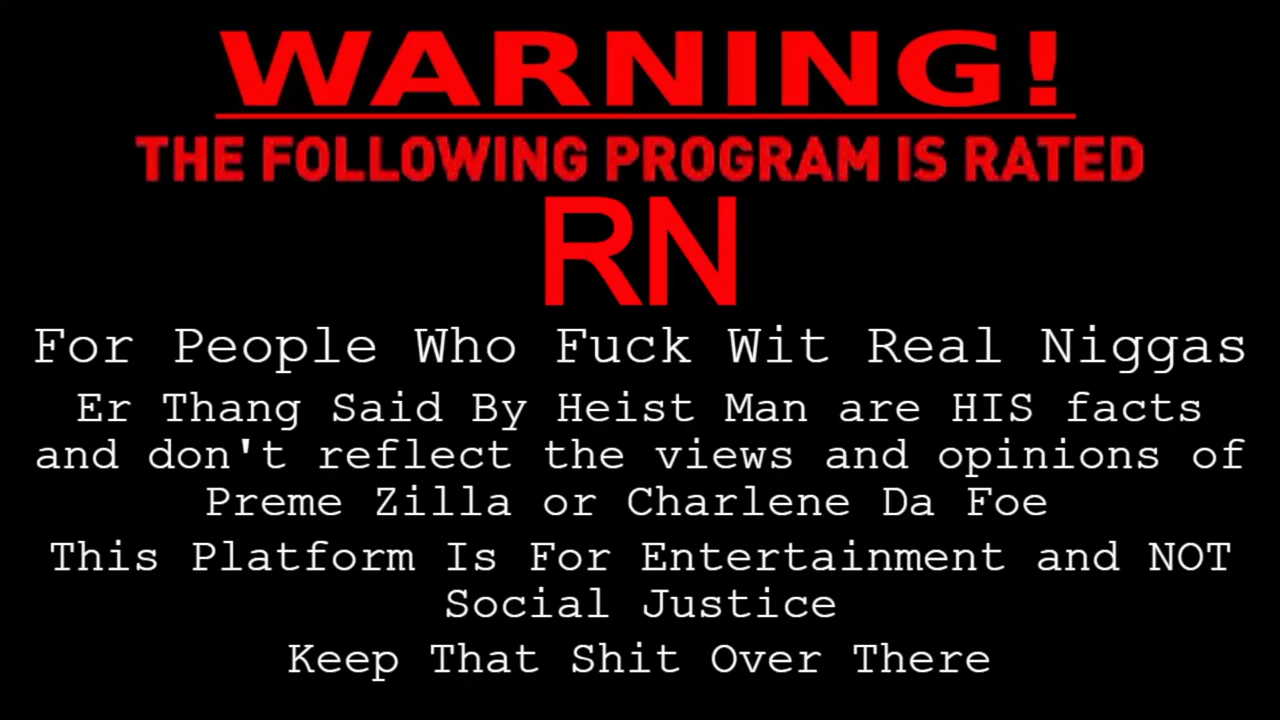 WARNING!
THE FOLLOWING PROGRAM IS RATED
RN
For People Who Fuck Wit Real Niggas
Er Thang Said By Heist Man are HIS facts
and don't reflect the views and opinions of
Preme Zilla or Charlene Da Foe
This Platform Is For Entertainment and NOT
Social Justice
Keep That Shit Over There